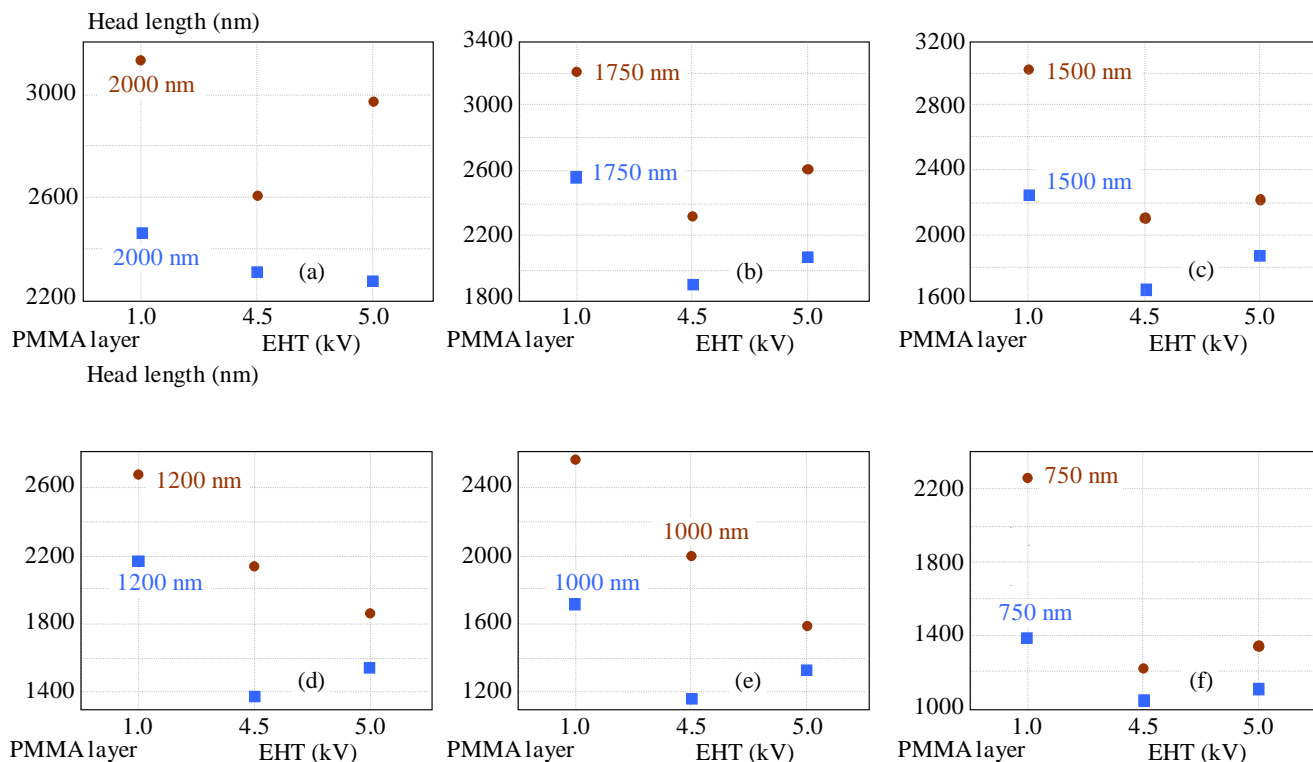 Head length (nm)
3000
2600
2200
2000 nm
2000 nm
(a)
1.0 4.5 5.0
PMMA layer EHT (kV)
3400
3000
2600
2200
1800
1750 nm
1750 nm
(b)
1.0 4.5 5.0
PMMA layer EHT (kV)
3200
2800
2400
2000
1600
1500 nm
1500 nm
(c)
1.0 4.5 5.0
PMMA layer EHT (kV)
Head length (nm)
2600
2200
1800
1400
1200 nm
1200 nm
(d)
1.0 4.5 5.0
PMMA layer EHT (kV)
2400
2000
1600
1200
1000 nm
1000 nm
(e)
1.0 4.5 5.0
PMMA layer EHT (kV)
2200
1800
1400
1000
750 nm
750 nm
(f)
1.0 4.5 5.0
PMMA layer EHT (kV)